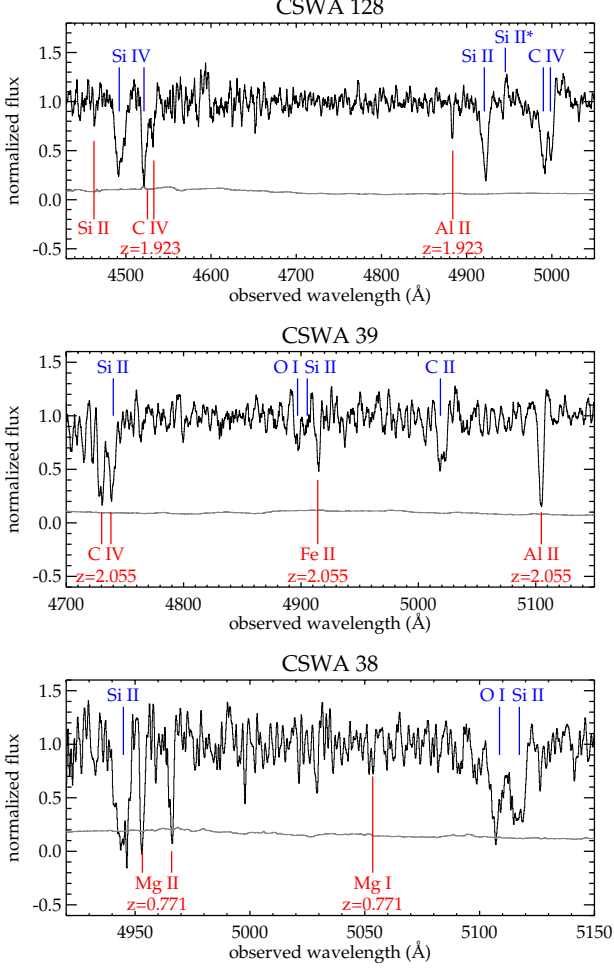 CSWA 128
Si II*
Si IV Si II C IV
1.5
1.0
0.5
0.0
-0.5
normalized flux
Si II C IV Al II
z=1.923 z=1.923
4500 4600 4700 4800 4900 5000
observed wavelength (Å)
CSWA 39
Si II O I Si II C II
1.5
1.0
0.5
0.0
-0.5
normalized flux
C IV Fe II Al II
z=2.055 z=2.055 z=2.055
4700 4800 4900 5000 5100
observed wavelength (Å)
CSWA 38
Si II O I Si II
1.5
1.0
0.5
0.0
-0.5
normalized flux
Mg II Mg I
z=0.771 z=0.771
4950 5000 5050 5100 5150
observed wavelength (Å)